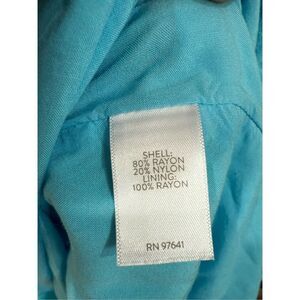 SHELL:
80% RAYON
20% NYLON
LINING:
100% RAYON
RN 97641